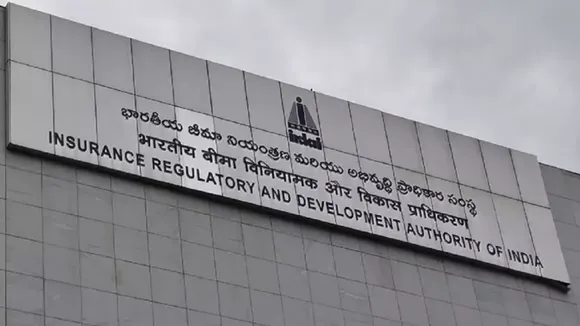 irdai
భారతీయ బీమా నియంత్రణ మరియు అభివృద్ధి ప్రాధికార సంస్థ
भारतीय बीमा विनियामक और विकास प्राधिकरण
INSURANCE REGULATORY AND DEVELOPMENT AUTHORITY OF INDIA